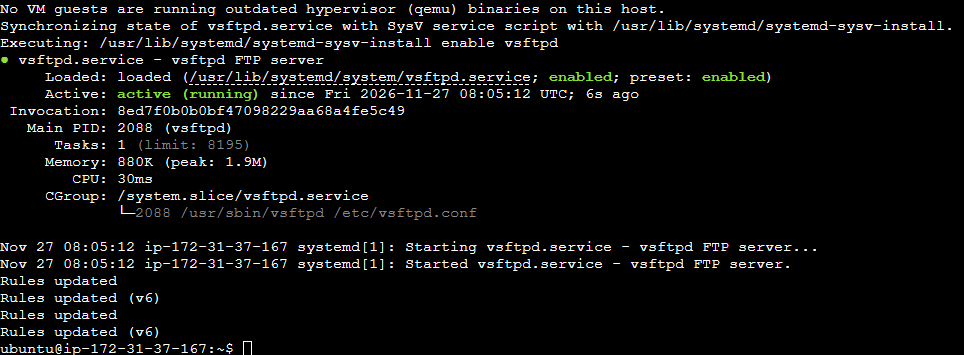 No VM guests are running outdated hypervisor (qemu) binaries on this host.
Synchronizing state of vsftpd.service with SysV service script with /usr/lib/systemd/systemd-sysv-install.
Executing: /usr/lib/systemd/systemd-sysv-install enable vsftpd
● vsftpd.service - vsftpd FTP server
     Loaded: loaded (/usr/lib/systemd/system/vsftpd.service; enabled; preset: enabled)
     Active: active (running) since Fri 2026-11-27 08:05:12 UTC; 6s ago
 Invocation: 8ed7f0b0b0bf47098229aa68a4fe5c49
   Main PID: 2088 (vsftpd)
      Tasks: 1 (limit: 8195)
     Memory: 880K (peak: 1.9M)
        CPU: 30ms
     CGroup: /system.slice/vsftpd.service
             └─2088 /usr/sbin/vsftpd /etc/vsftpd.conf
Nov 27 08:05:12 ip-172-31-37-167 systemd[1]: Starting vsftpd.service - vsftpd FTP server...
Nov 27 08:05:12 ip-172-31-37-167 systemd[1]: Started vsftpd.service - vsftpd FTP server.
Rules updated
Rules updated (v6)
Rules updated
Rules updated (v6)
ubuntu@ip-172-31-37-167:~$